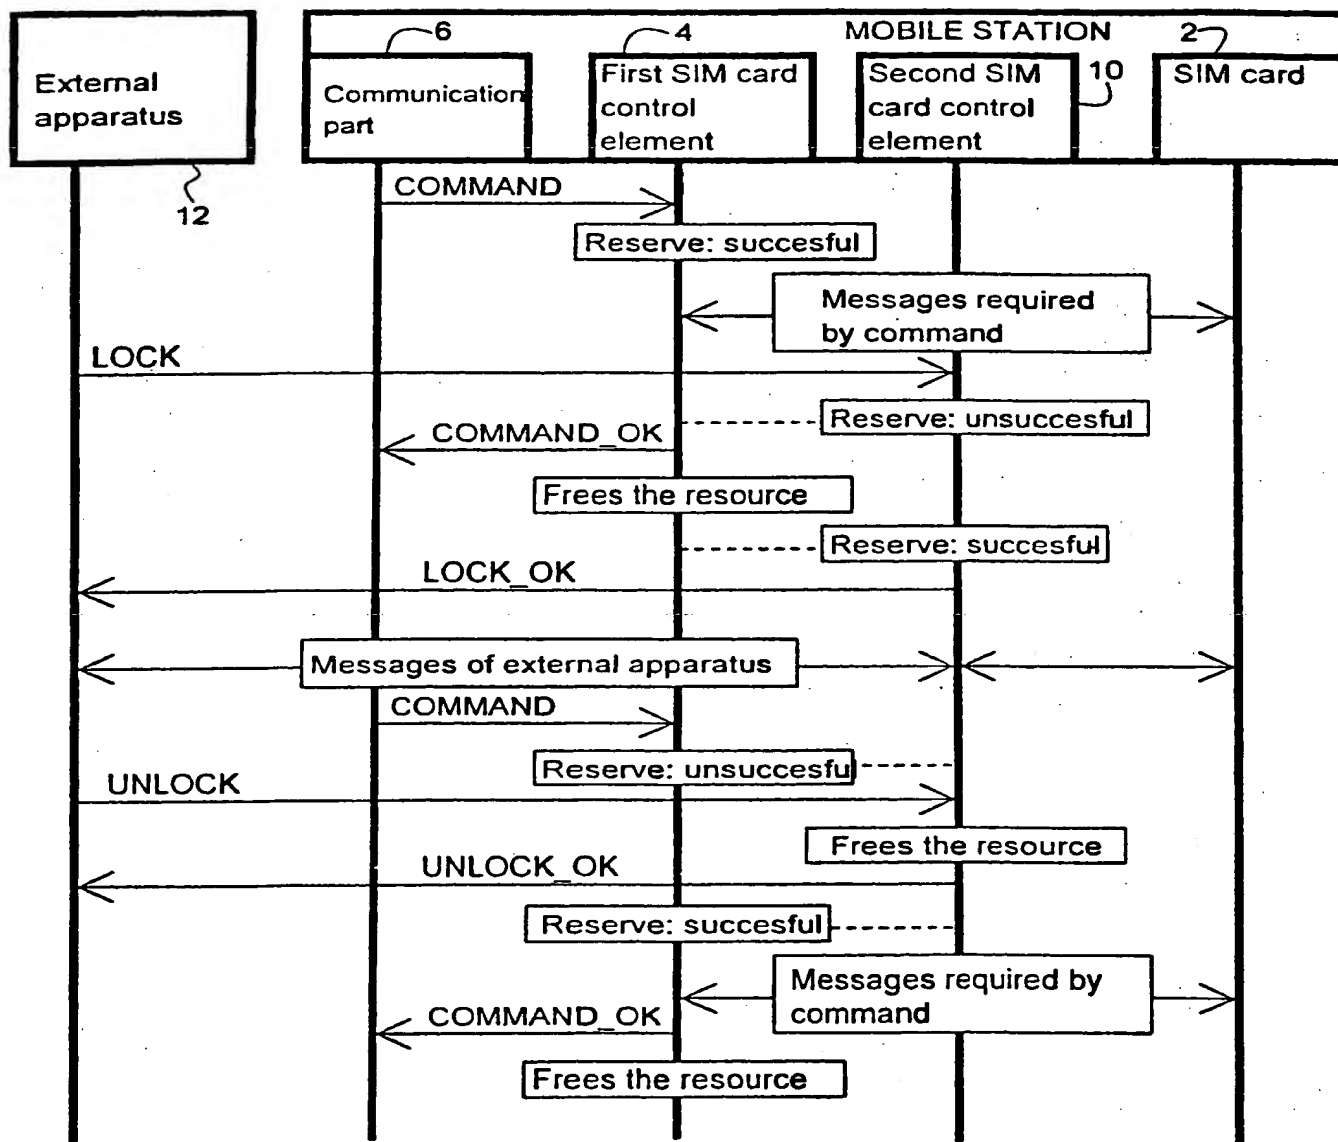 MOBILE STATION
6
4
2
10
External
apparatus
12
Communication
part
First SIM card
control
element
Second SIM
card control
element
SIM card
COMMAND
Reserve: succesful
Messages required
by command
LOCK
Reserve: unsuccesful
COMMAND_OK
Frees the resource
Reserve: succesful
LOCK_OK
Messages of external apparatus
COMMAND
Reserve: unsuccesful
UNLOCK
Frees the resource
UNLOCK_OK
Reserve: succesful
Messages required by
command
COMMAND_OK
Frees the resource